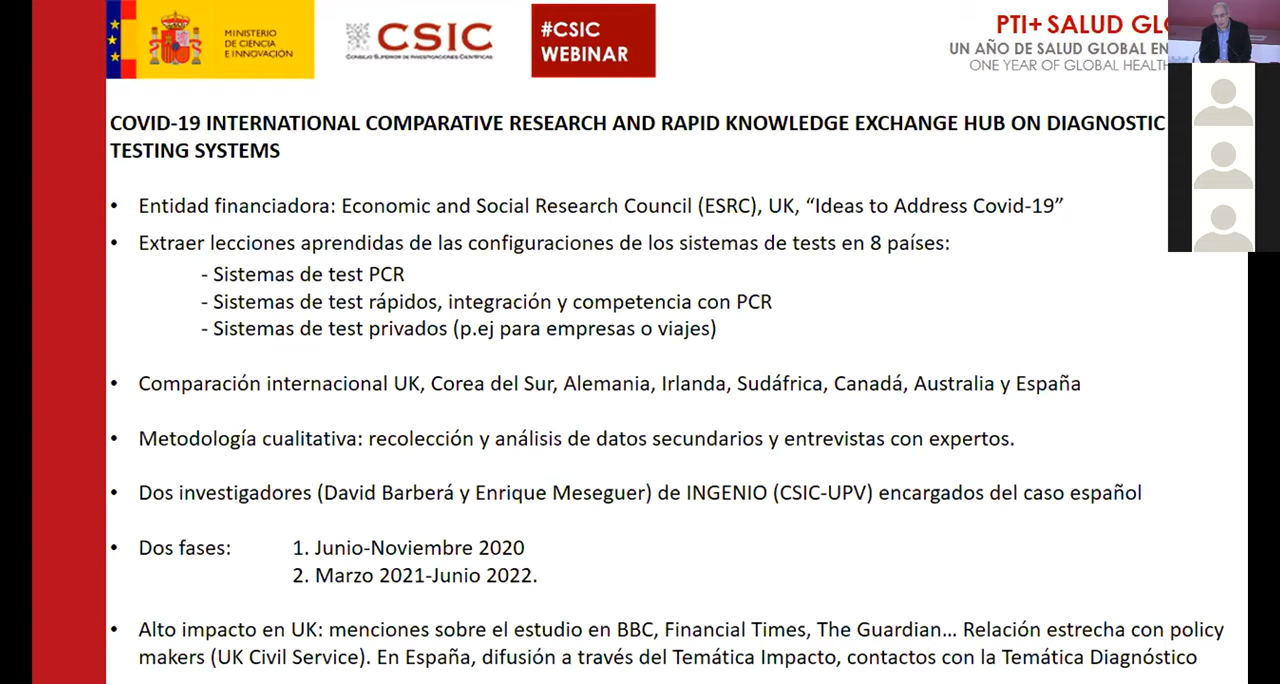 MINISTERIO
DE CIENCIA
E INNOVACIÓN
CSIC
CONSEJO SUPERIOR DE INVESTIGACIONES CIENTÍFICAS
#CSIC
WEBINAR
PTI+ SALUD GLO
UN AÑO DE SALUD GLOBAL EN
ONE YEAR OF GLOBAL HEALTH
COVID-19 INTERNATIONAL COMPARATIVE RESEARCH AND RAPID KNOWLEDGE EXCHANGE HUB ON DIAGNOSTIC
TESTING SYSTEMS
• Entidad financiadora: Economic and Social Research Council (ESRC), UK, “Ideas to Address Covid-19”
• Extraer lecciones aprendidas de las configuraciones de los sistemas de tests en 8 países:
- Sistemas de test PCR
- Sistemas de test rápidos, integración y competencia con PCR
- Sistemas de test privados (p.ej para empresas o viajes)
• Comparación internacional UK, Corea del Sur, Alemania, Irlanda, Sudáfrica, Canadá, Australia y España
• Metodología cualitativa: recolección y análisis de datos secundarios y entrevistas con expertos.
• Dos investigadores (David Barberá y Enrique Meseguer) de INGENIO (CSIC-UPV) encargados del caso español
• Dos fases: 1. Junio-Noviembre 2020
2. Marzo 2021-Junio 2022.
• Alto impacto en UK: menciones sobre el estudio en BBC, Financial Times, The Guardian... Relación estrecha con policy
makers (UK Civil Service). En España, difusión a través del Temática Impacto, contactos con la Temática Diagnóstico